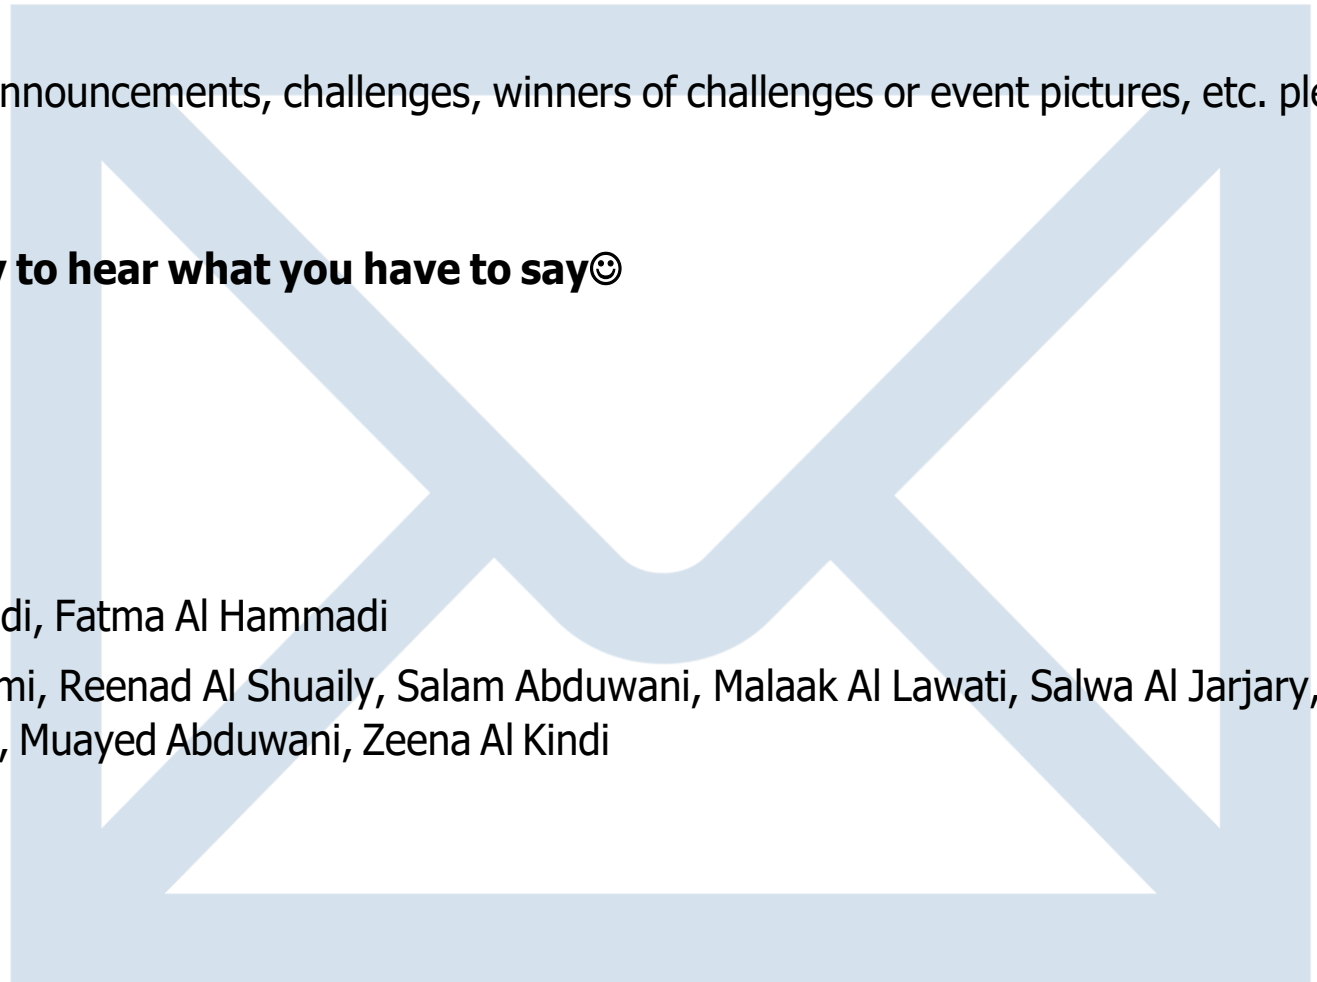 nnouncements, challenges, winners of challenges or event pictures, etc. ple
y to hear what you have to say☺
di, Fatma Al Hammadi
mi, Reenad Al Shuaily, Salam Abduwani, Malaak Al Lawati, Salwa Al Jarjary,
, Muayed Abduwani, Zeena Al Kindi